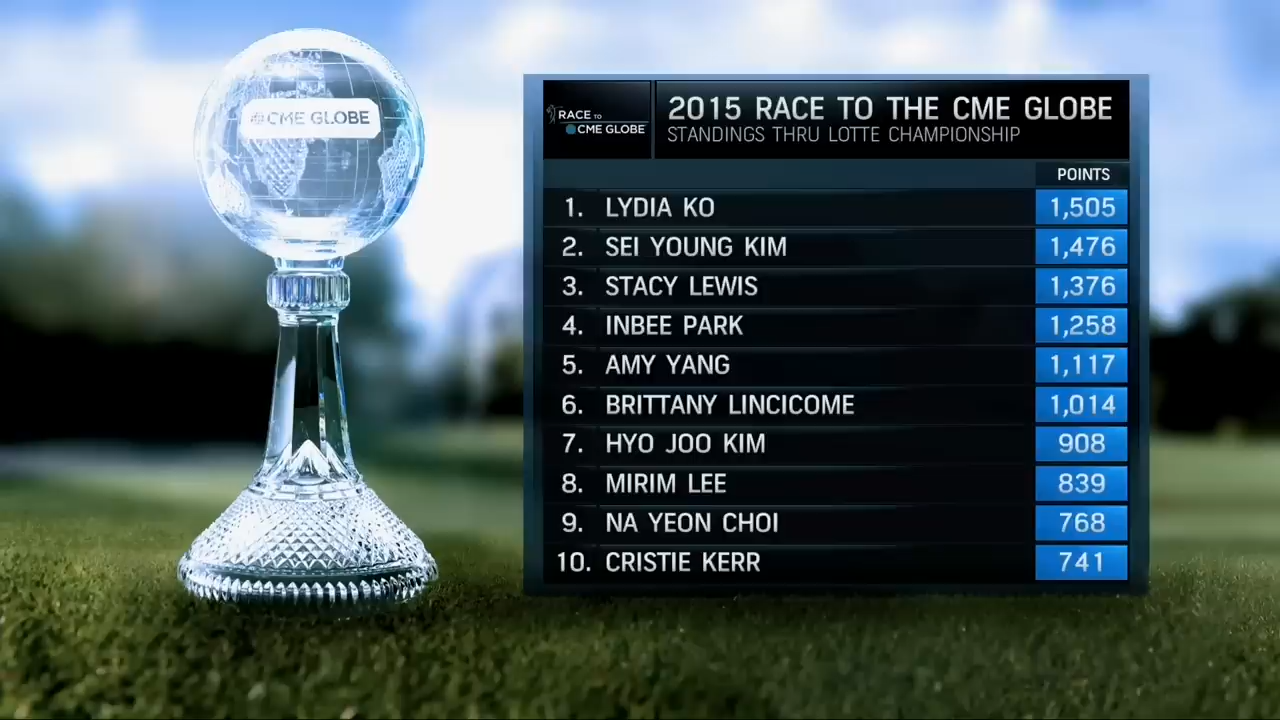 CME GLOBE
RACE TO
CME GLOBE
2015 RACE TO THE CME GLOBE
STANDINGS THRU LOTTE CHAMPIONSHIP
POINTS
1. LYDIA KO 1,505
2. SEI YOUNG KIM 1,476
3. STACY LEWIS 1,376
4. INBEE PARK 1,258
5. AMY YANG 1,117
6. BRITTANY LINCICOME 1,014
7. HYO JOO KIM 908
8. MIRIM LEE 839
9. NA YEON CHOI 768
10. CRISTIE KERR 741